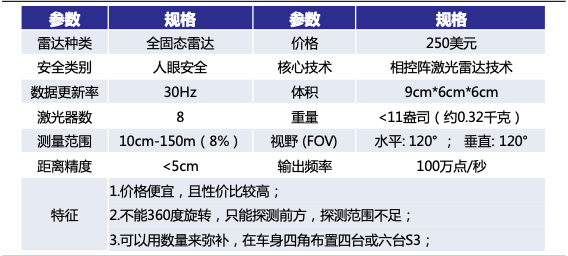 参数 规格 参数 规格
雷达种类 全固态雷达 价格 250美元
安全类别 人眼安全 核心技术 相控阵激光雷达技术
数据更新率 30Hz 体积 9cm*6cm*6cm
激光器数 8 重量 <11盎司（约0.32千克）
测量范围 10cm-150m（8%） 视野 (FOV) 水平: 120° ； 垂直: 120°
距离精度 <5cm 输出频率 100万点/秒
特征
1.价格便宜，且性价比较高；
2.不能360度旋转，只能探测前方，探测范围不足；
3.可以用数量来弥补，在车身四角布置四台或六台S3；